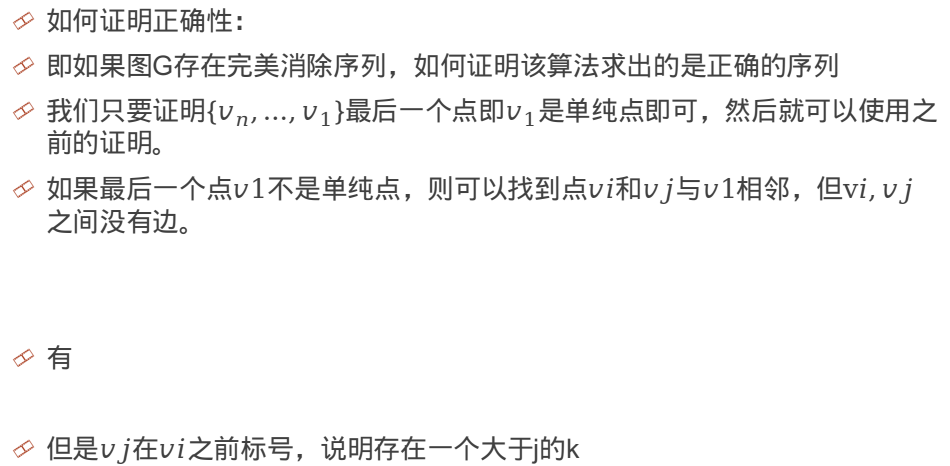 如何证明正确性：
即如果图G存在完美消除序列，如何证明该算法求出的是正确的序列
我们只要证明{𝑣ₙ,…,𝑣₁}最后一个点即𝑣₁是单纯点即可，然后就可以使用之
前的证明。
如果最后一个点𝑣1不是单纯点，则可以找到点𝑣𝑖和𝑣𝑗与𝑣1相邻，但v𝑖,𝑣𝑗
之间没有边。
有
但是𝑣𝑗在𝑣𝑖之前标号，说明存在一个大于j的k